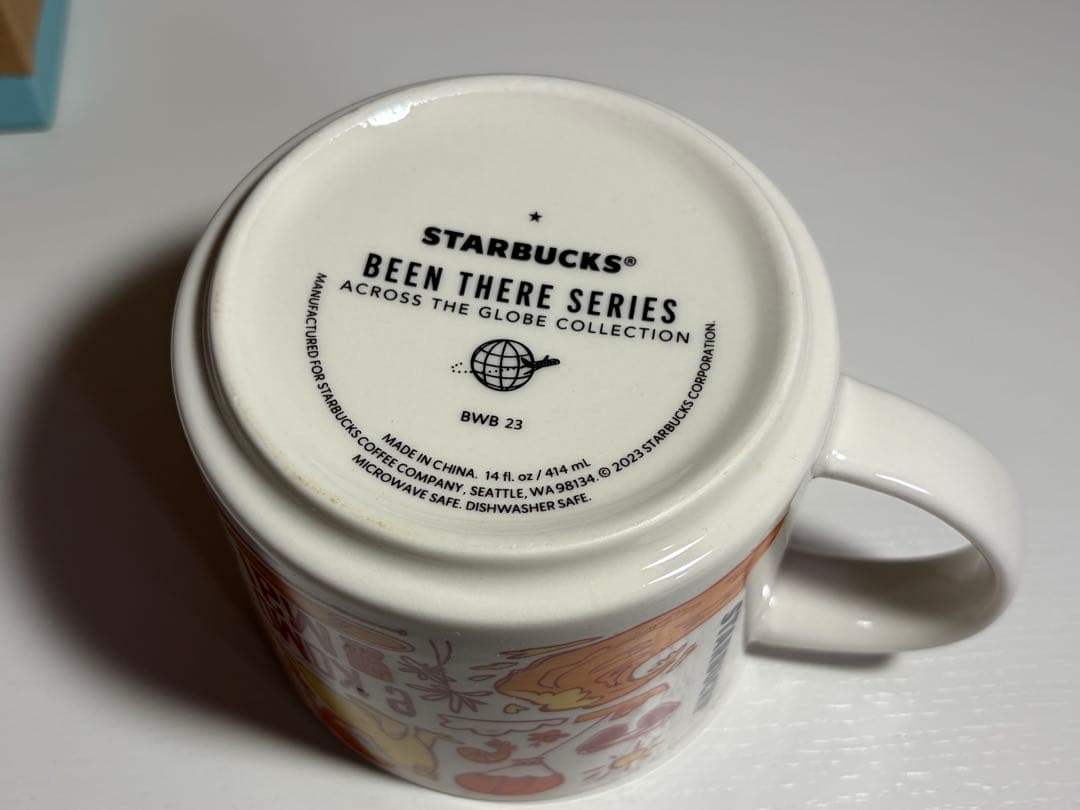 STARBUCKS®
BEEN THERE SERIES
ACROSS THE GLOBE COLLECTION
BWB 23
MADE IN CHINA. 14 fl. oz / 414 mL
MANUFACTURED FOR STARBUCKS COFFEE COMPANY, SEATTLE, WA 98134. © 2023 STARBUCKS CORPORATION.
MICROWAVE SAFE. DISHWASHER SAFE.